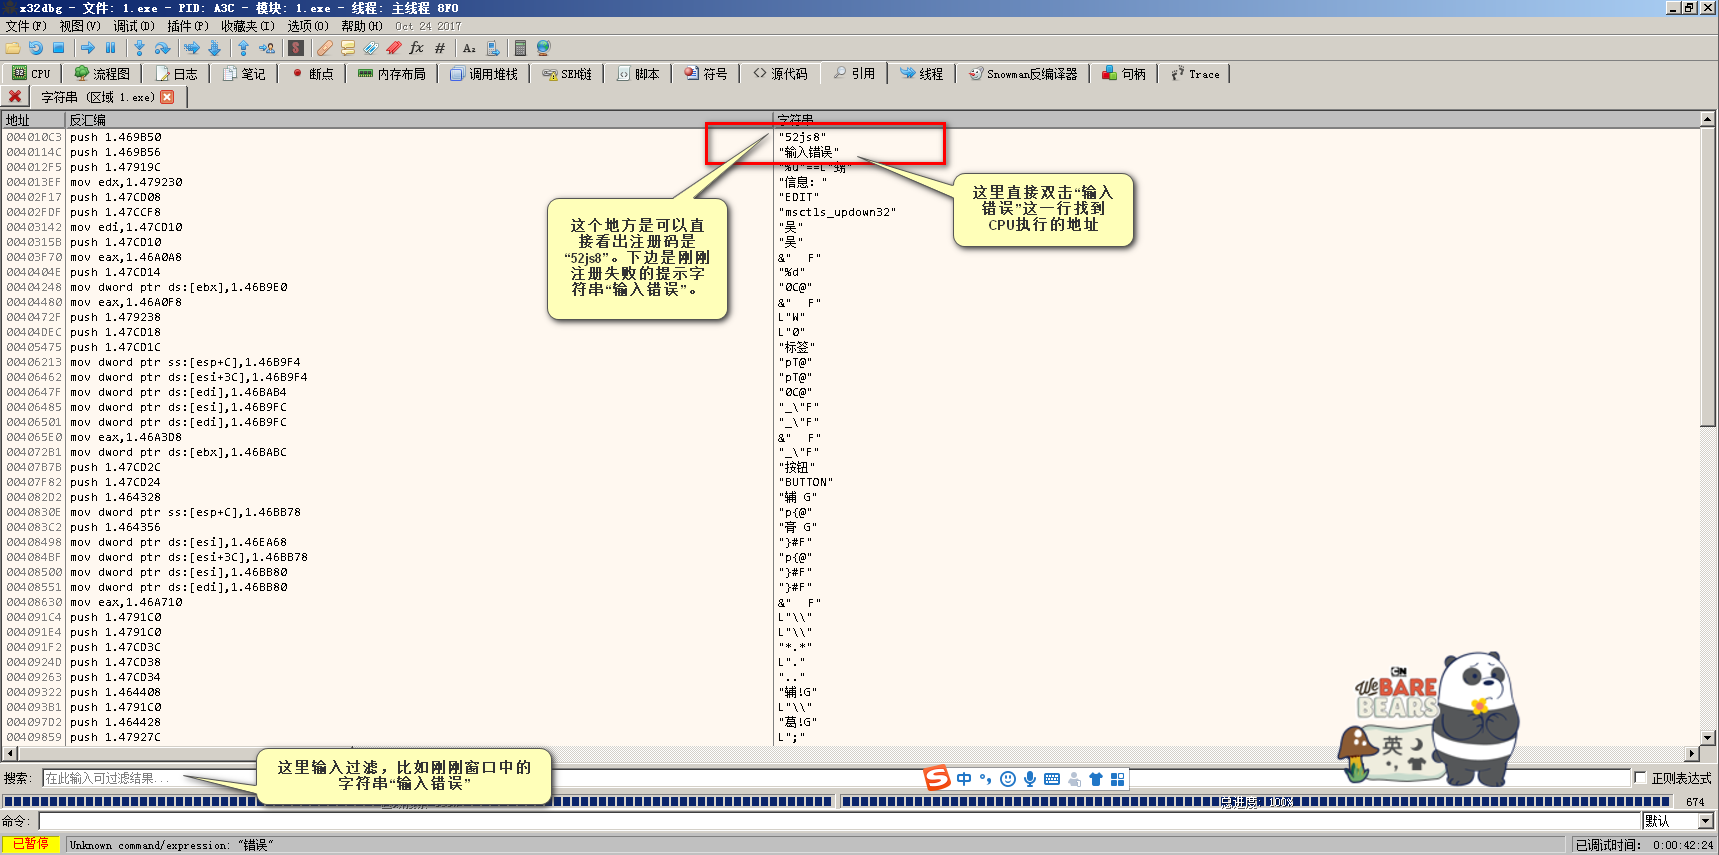 x32dbg - 文件: 1.exe - PID: A3C - 模块: 1.exe - 线程: 主线程 8F0
文件(F) 视图(V) 调试(D) 插件(P) 收藏夹(I) 选项(O) 帮助(H) Oct 24 2017
CPU 流程图 日志 笔记 断点 内存布局 调用堆栈 SEH链 脚本 符号 源代码 引用 线程 Snowman反编译器 句柄 Trace
字符串 (区域 1.exe)
地址 反汇编 字符串
004010C3 push 1.469B50 "52js8"
0040114C push 1.469B56 "输入错误"
004012F5 push 1.47919C
004013EF mov edx,1.479230 "信息: "
00402F17 push 1.47CD08 "EDIT"
00402FDF push 1.47CCF8 "msctls_updown32"
00403142 mov edi,1.47CD10 "吴"
0040315B push 1.47CD10 "吴"
00403F70 mov eax,1.46A0A8 &" F"
0040404E push 1.47CD14 "%d"
00404248 mov dword ptr ds:[ebx],1.46B9E0 "0C@"
00404480 mov eax,1.46A0F8 &" F"
0040472F push 1.479238 L"W"
00404DEC push 1.47CD18 L"0"
00405475 push 1.47CD1C "标签"
00406213 mov dword ptr ss:[esp+C],1.46B9F4 "pT@"
00406462 mov dword ptr ds:[esi+3C],1.46B9F4 "pT@"
0040647F mov dword ptr ds:[edi],1.46BAB4 "0C@"
00406485 mov dword ptr ds:[esi],1.46B9FC "_\"F"
00406501 mov dword ptr ds:[edi],1.46B9FC "_\"F"
004065E0 mov eax,1.46A3D8 &" F"
004072B1 mov dword ptr ds:[ebx],1.46BABC "_\"F"
00407B7B push 1.47CD2C "按钮"
00407F82 push 1.47CD24 "BUTTON"
004082D2 push 1.464328 "辅 G"
0040830E mov dword ptr ss:[esp+C],1.46BB78 "p{@"
004083C2 push 1.464356 "膏 G"
00408498 mov dword ptr ds:[esi],1.46EA68 "}#F"
004084BF mov dword ptr ds:[esi+3C],1.46BB78 "p{@"
00408500 mov dword ptr ds:[esi],1.46BB80 "}#F"
00408551 mov dword ptr ds:[edi],1.46BB80 "}#F"
00408630 mov eax,1.46A710 &" F"
004091C4 push 1.4791C0 L"\\"
004091E4 push 1.4791C0 L"\\"
004091F2 push 1.47CD3C "*.*"
0040924D push 1.47CD38 L"."
00409263 push 1.47CD34 ".."
00409322 push 1.464408 "辅!G"
004093B1 push 1.4791C0 L"\\"
004097D2 push 1.464428 "葛!G"
00409859 push 1.47927C L";"
这个地方是可以直
接看出注册码是
“52js8”。下边是刚刚
注册失败的提示字
符串“输入错误”。
这里直接双击“输入
错误”这一行找到
CPU执行的地址
这里输入过滤，比如刚刚窗口中的
字符串“输入错误”
CN
We BARE
BEARS
英
中
搜索: 在此输入可过滤结果... 正则表达式
总进度: 100% 674
命令: 默认
已暂停 Unknown command/expression: "错误" 已调试时间: 0:00:42:24